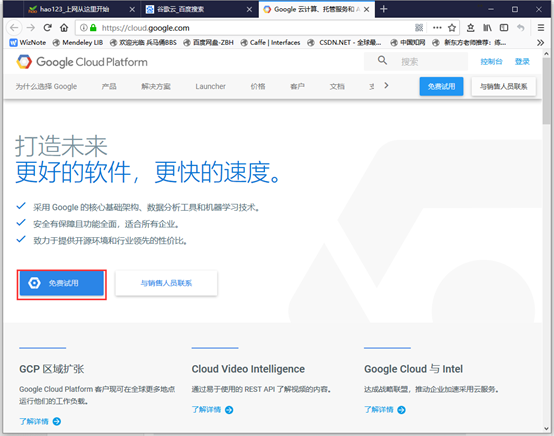 hao123_上网从这里开始
谷歌云_百度搜索
Google 云计算、托管服务和 A
https://cloud.google.com
WizNote
Mendeley LIB
欢迎光临 兵马俑BBS
百度网盘-ZBH
Caffe | Interfaces
CSDN.NET - 全球最...
中国知网
新东方老师推荐：练...
Google Cloud Platform
搜索
控制台
登录
为什么选择 Google
产品
解决方案
Launcher
价格
客户
文档
免费试用
与销售人员联系
打造未来
更好的软件，更快的速度。
采用 Google 的核心基础架构、数据分析工具和机器学习技术。
安全有保障且功能全面，适合所有企业。
致力于提供开源环境和行业领先的性价比。
免费试用
与销售人员联系
GCP 区域扩张
Google Cloud Platform 客户现可在全球更多地点
运行他们的工作负载。
了解详情
Cloud Video Intelligence
通过易于使用的 REST API 了解视频的内容。
了解详情
Google Cloud 与 Intel
达成战略联盟，推动企业加速采用云服务。
了解详情